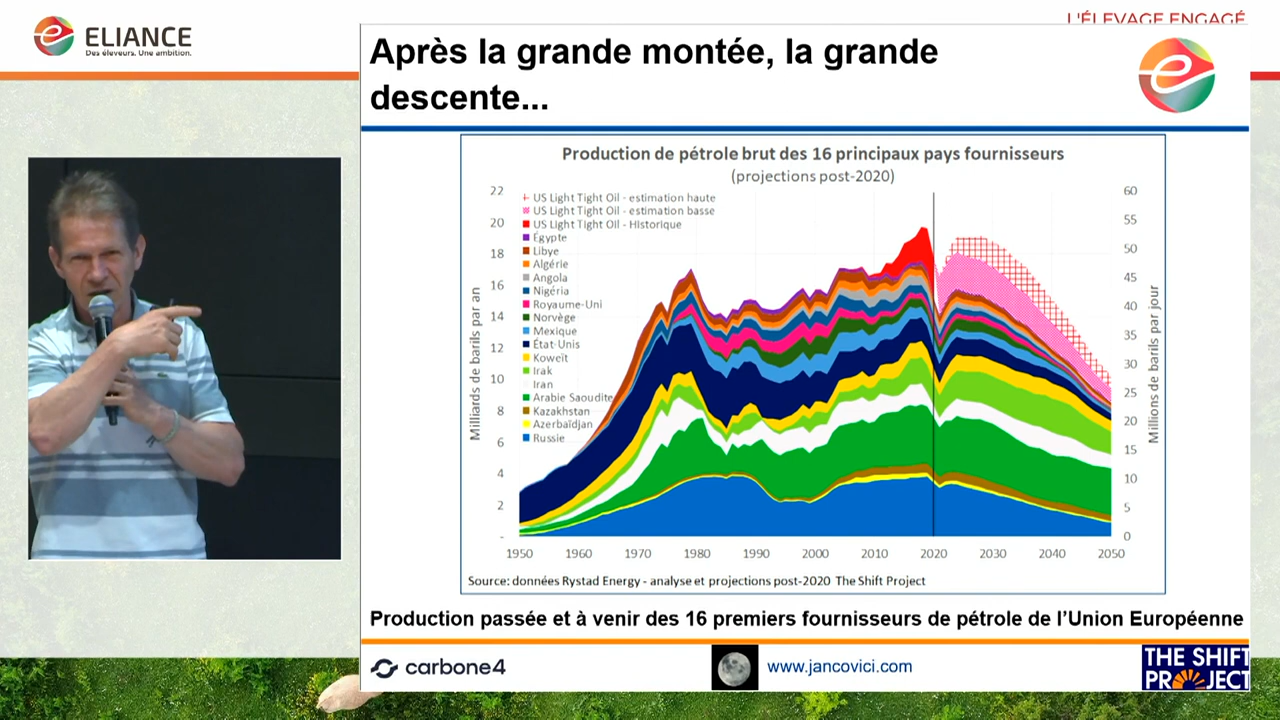 L'ÉLEVAGE ENGAGÉ
ELIANCE
Des éleveurs. Une ambition.
Après la grande montée, la grande
descente...
Production de pétrole brut des 16 principaux pays fournisseurs
(projections post-2020)
Milliards de barils par an
22
20
18
16
14
12
10
8
6
4
2
-
US Light Tight Oil - estimation haute
US Light Tight Oil - estimation basse
US Light Tight Oil - Historique
Égypte
Libye
Algérie
Angola
Nigéria
Royaume-Uni
Norvège
Mexique
État-Unis
Koweït
Irak
Iran
Arabie Saoudite
Kazakhstan
Azerbaïdjan
Russie
60
55
50
45
40
35
30
25
20
15
10
5
0
Millions de barils par jour
1950 1960 1970 1980 1990 2000 2010 2020 2030 2040 2050
Source: données Rystad Energy - analyse et projections post-2020 The Shift Project
Production passée et à venir des 16 premiers fournisseurs de pétrole de l'Union Européenne
carbone4
www.jancovici.com
THE SHIFT
PROJECT